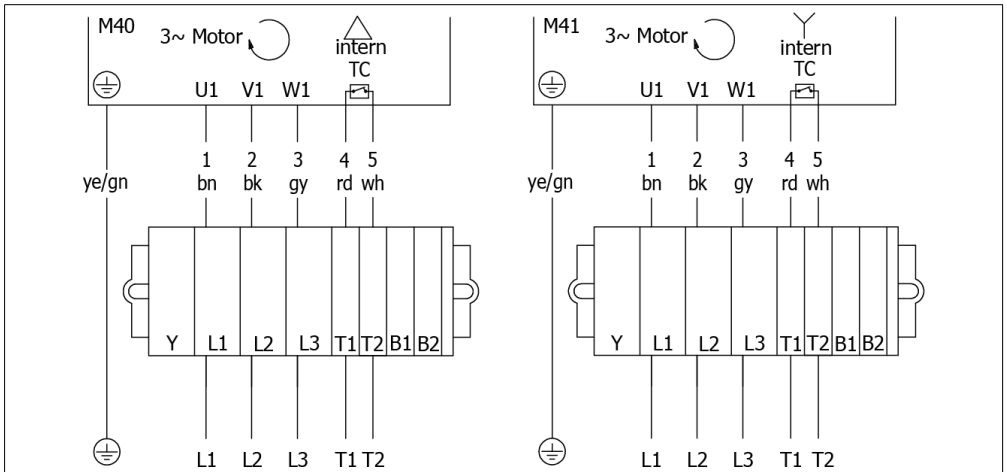 M40
3~ Motor
intern
TC
U1 V1 W1
1 2 3 4 5
ye/gn bn bk gy rd wh
Y L1 L2 L3 T1 T2 B1 B2
L1 L2 L3 T1 T2
M41
3~ Motor
intern
TC
U1 V1 W1
1 2 3 4 5
ye/gn bn bk gy rd wh
Y L1 L2 L3 T1 T2 B1 B2
L1 L2 L3 T1 T2